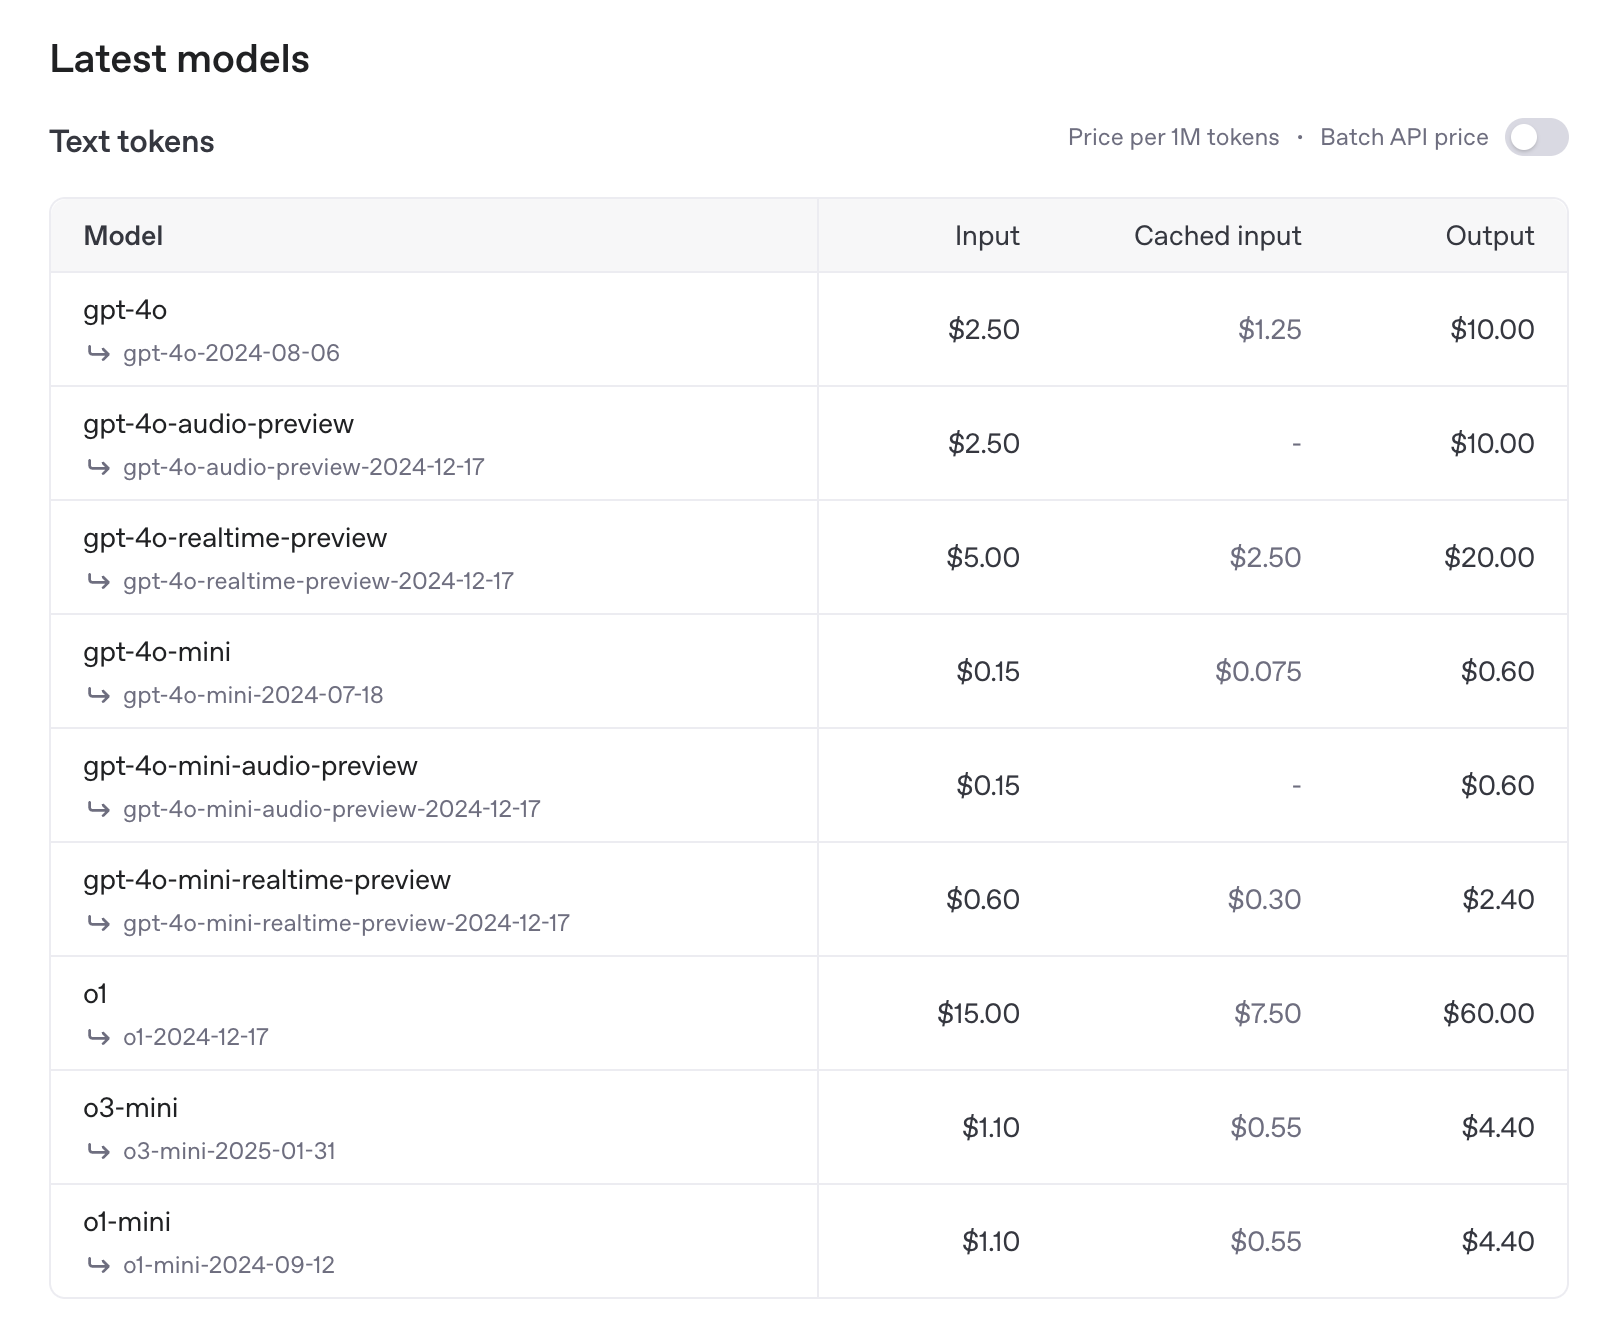 Latest models
Text tokens
Price per 1M tokens • Batch API price
Model Input Cached input Output
gpt-4o
↳ gpt-4o-2024-08-06
$2.50 $1.25 $10.00
gpt-4o-audio-preview
↳ gpt-4o-audio-preview-2024-12-17
$2.50 - $10.00
gpt-4o-realtime-preview
↳ gpt-4o-realtime-preview-2024-12-17
$5.00 $2.50 $20.00
gpt-4o-mini
↳ gpt-4o-mini-2024-07-18
$0.15 $0.075 $0.60
gpt-4o-mini-audio-preview
↳ gpt-4o-mini-audio-preview-2024-12-17
$0.15 - $0.60
gpt-4o-mini-realtime-preview
↳ gpt-4o-mini-realtime-preview-2024-12-17
$0.60 $0.30 $2.40
o1
↳ o1-2024-12-17
$15.00 $7.50 $60.00
o3-mini
↳ o3-mini-2025-01-31
$1.10 $0.55 $4.40
o1-mini
↳ o1-mini-2024-09-12
$1.10 $0.55 $4.40